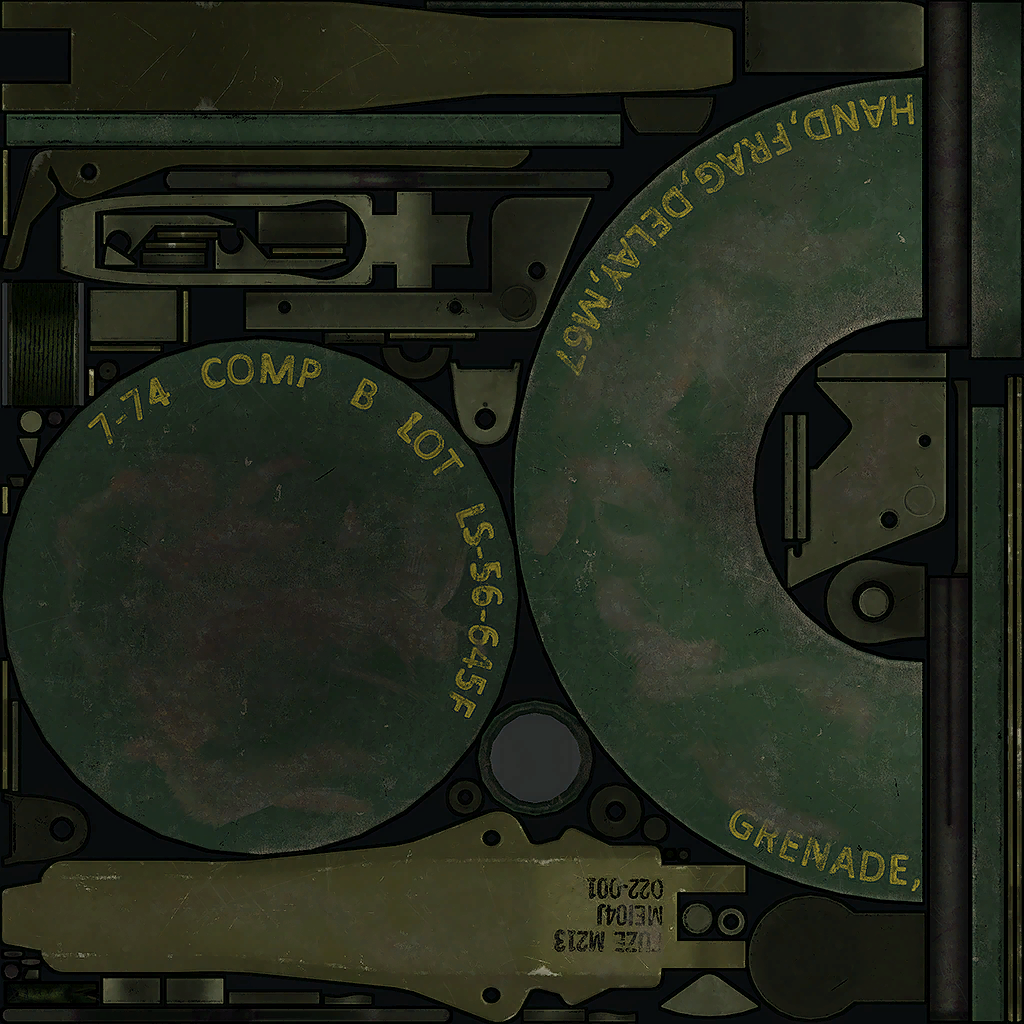 HAND,FRAG,DELAY,M67
7-74 COMP B LOT LS-56-645F
GRENADE,
FUZE M213
MEI04J
022-001